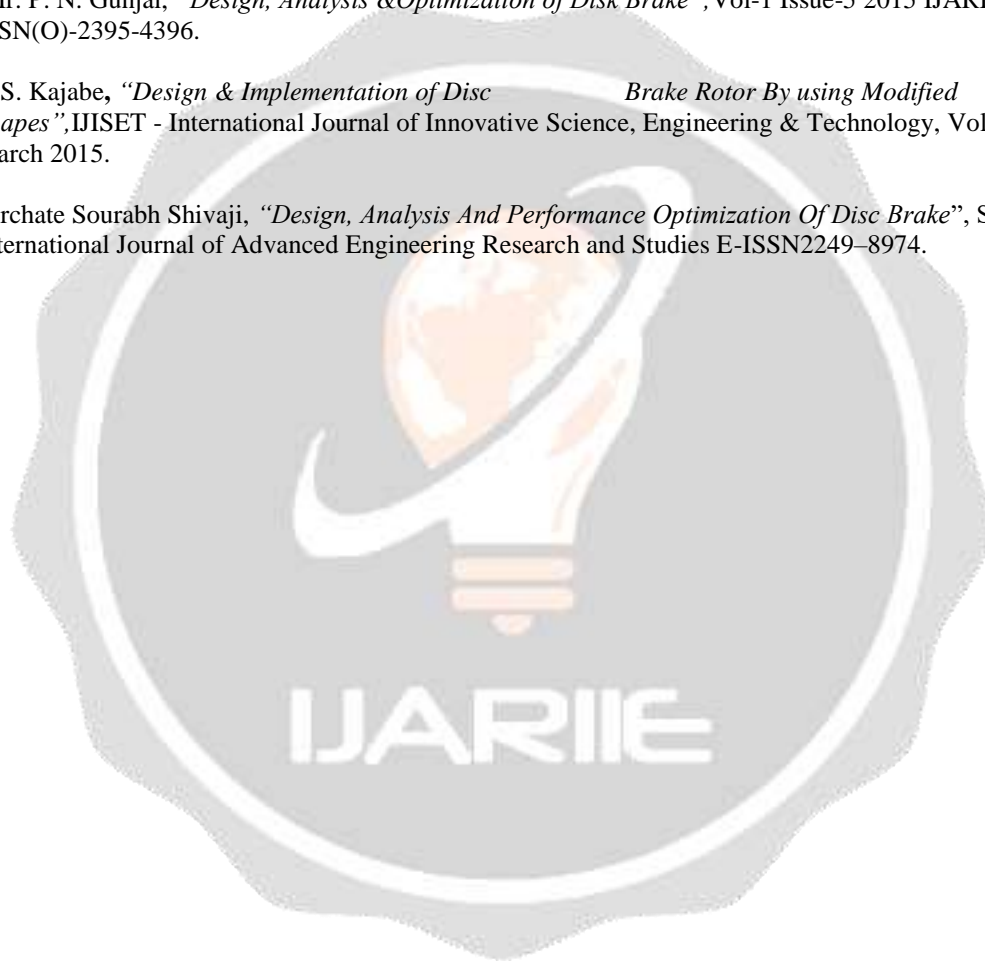 P. N. Gunjal, "Design, Analysis &Optimization of Disk Brake",Vol-1 Issue-5 2015
SN(O)-2395-4396.
S. Kajabe, “Design & Implementation of Disc Brake Rotor By using Modified
apes”,IJISET - International Journal of Innovative Science, Engineering & Technology, Vol
arch 2015.
rchate Sourabh Shivaji, “Design, Analysis And Performance Optimization Of Disc Brake”, S
ternational Journal of Advanced Engineering Research and Studies E-ISSN2249–8974.
IJARIIE